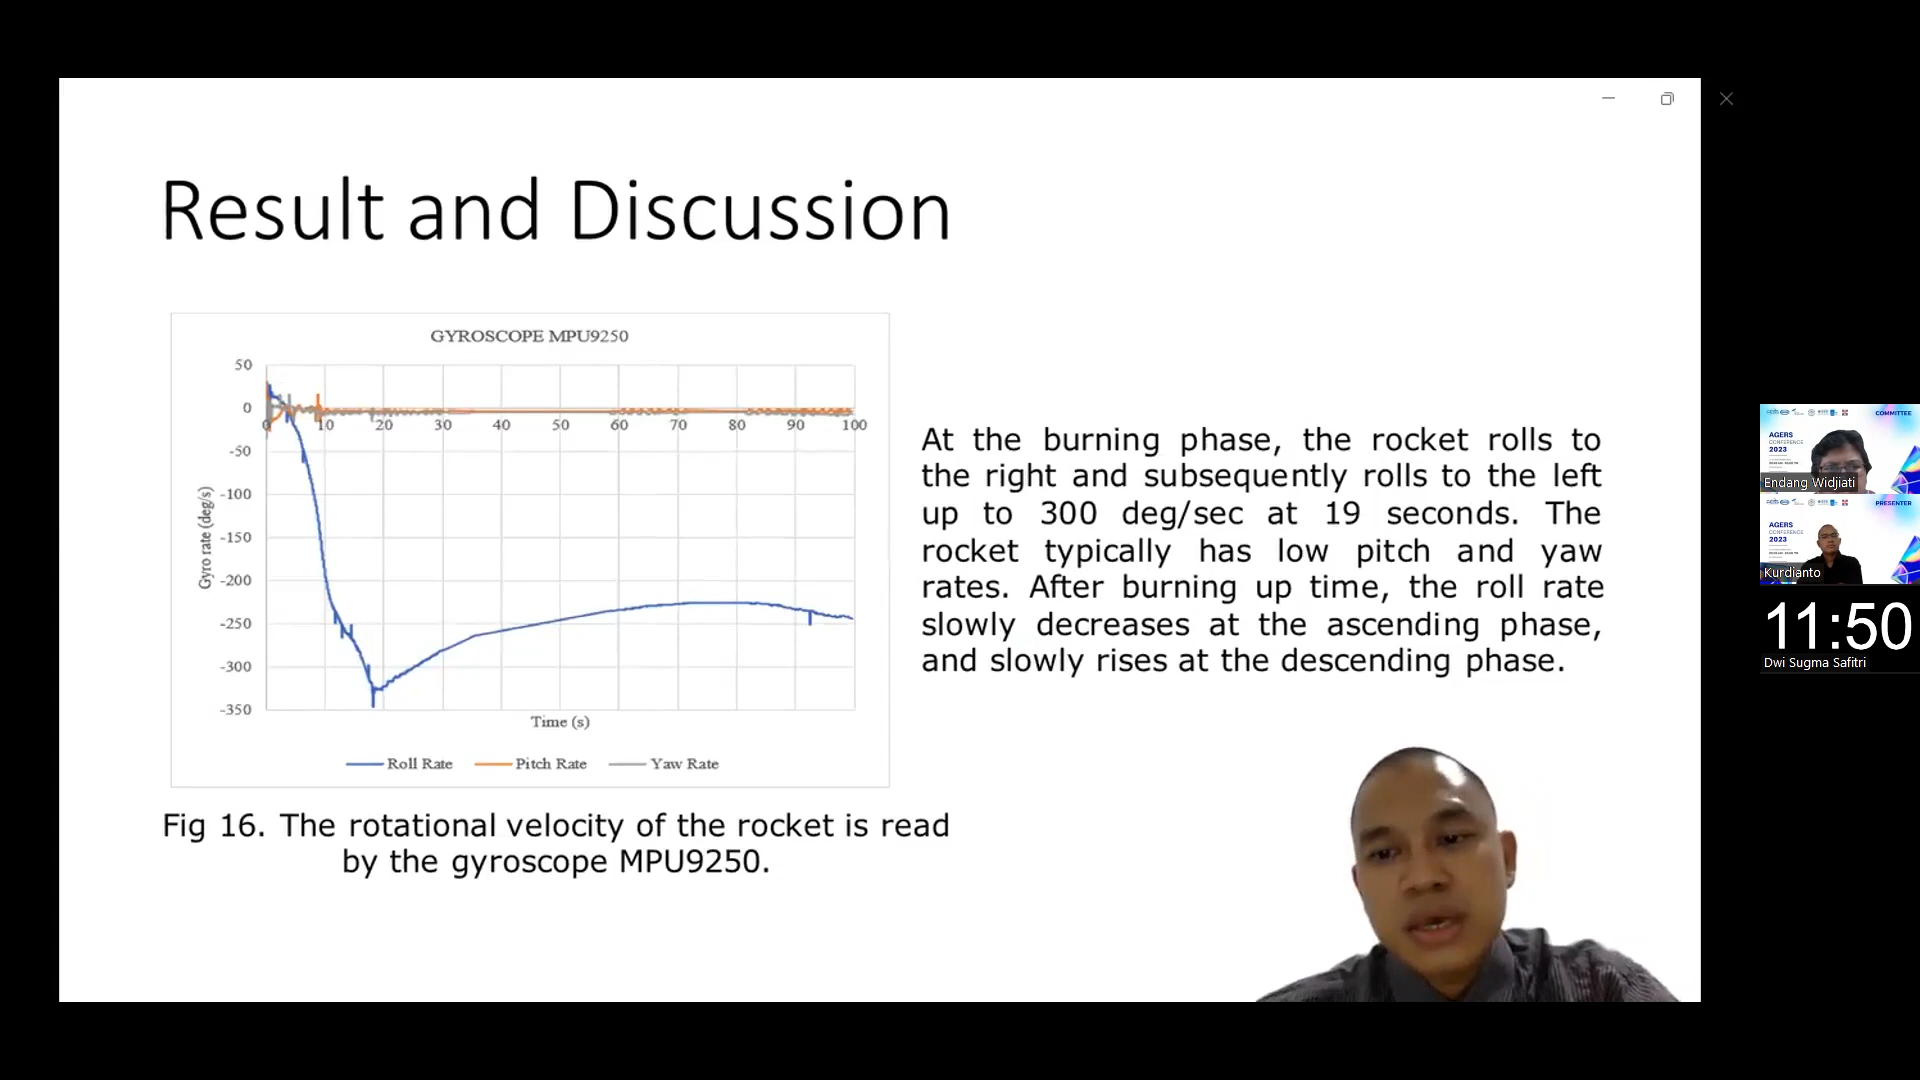 Result and Discussion
GYROSCOPE MPU9250
50
0
-50
-100
-150
-200
-250
-300
-350
0 10 20 30 40 50 60 70 80 90 100
Gyro rate (deg/s)
Time (s)
Roll Rate Pitch Rate Yaw Rate
Fig 16. The rotational velocity of the rocket is read
by the gyroscope MPU9250.
At the burning phase, the rocket rolls to
the right and subsequently rolls to the left
up to 300 deg/sec at 19 seconds. The
rocket typically has low pitch and yaw
rates. After burning up time, the roll rate
slowly decreases at the ascending phase,
and slowly rises at the descending phase.
COMMITTEE
AGERS
CONFERENCE
2023
Endang Widjiati
PRESENTER
AGERS
CONFERENCE
2023
Kurdianto
11:50
Dwi Sugma Safitri